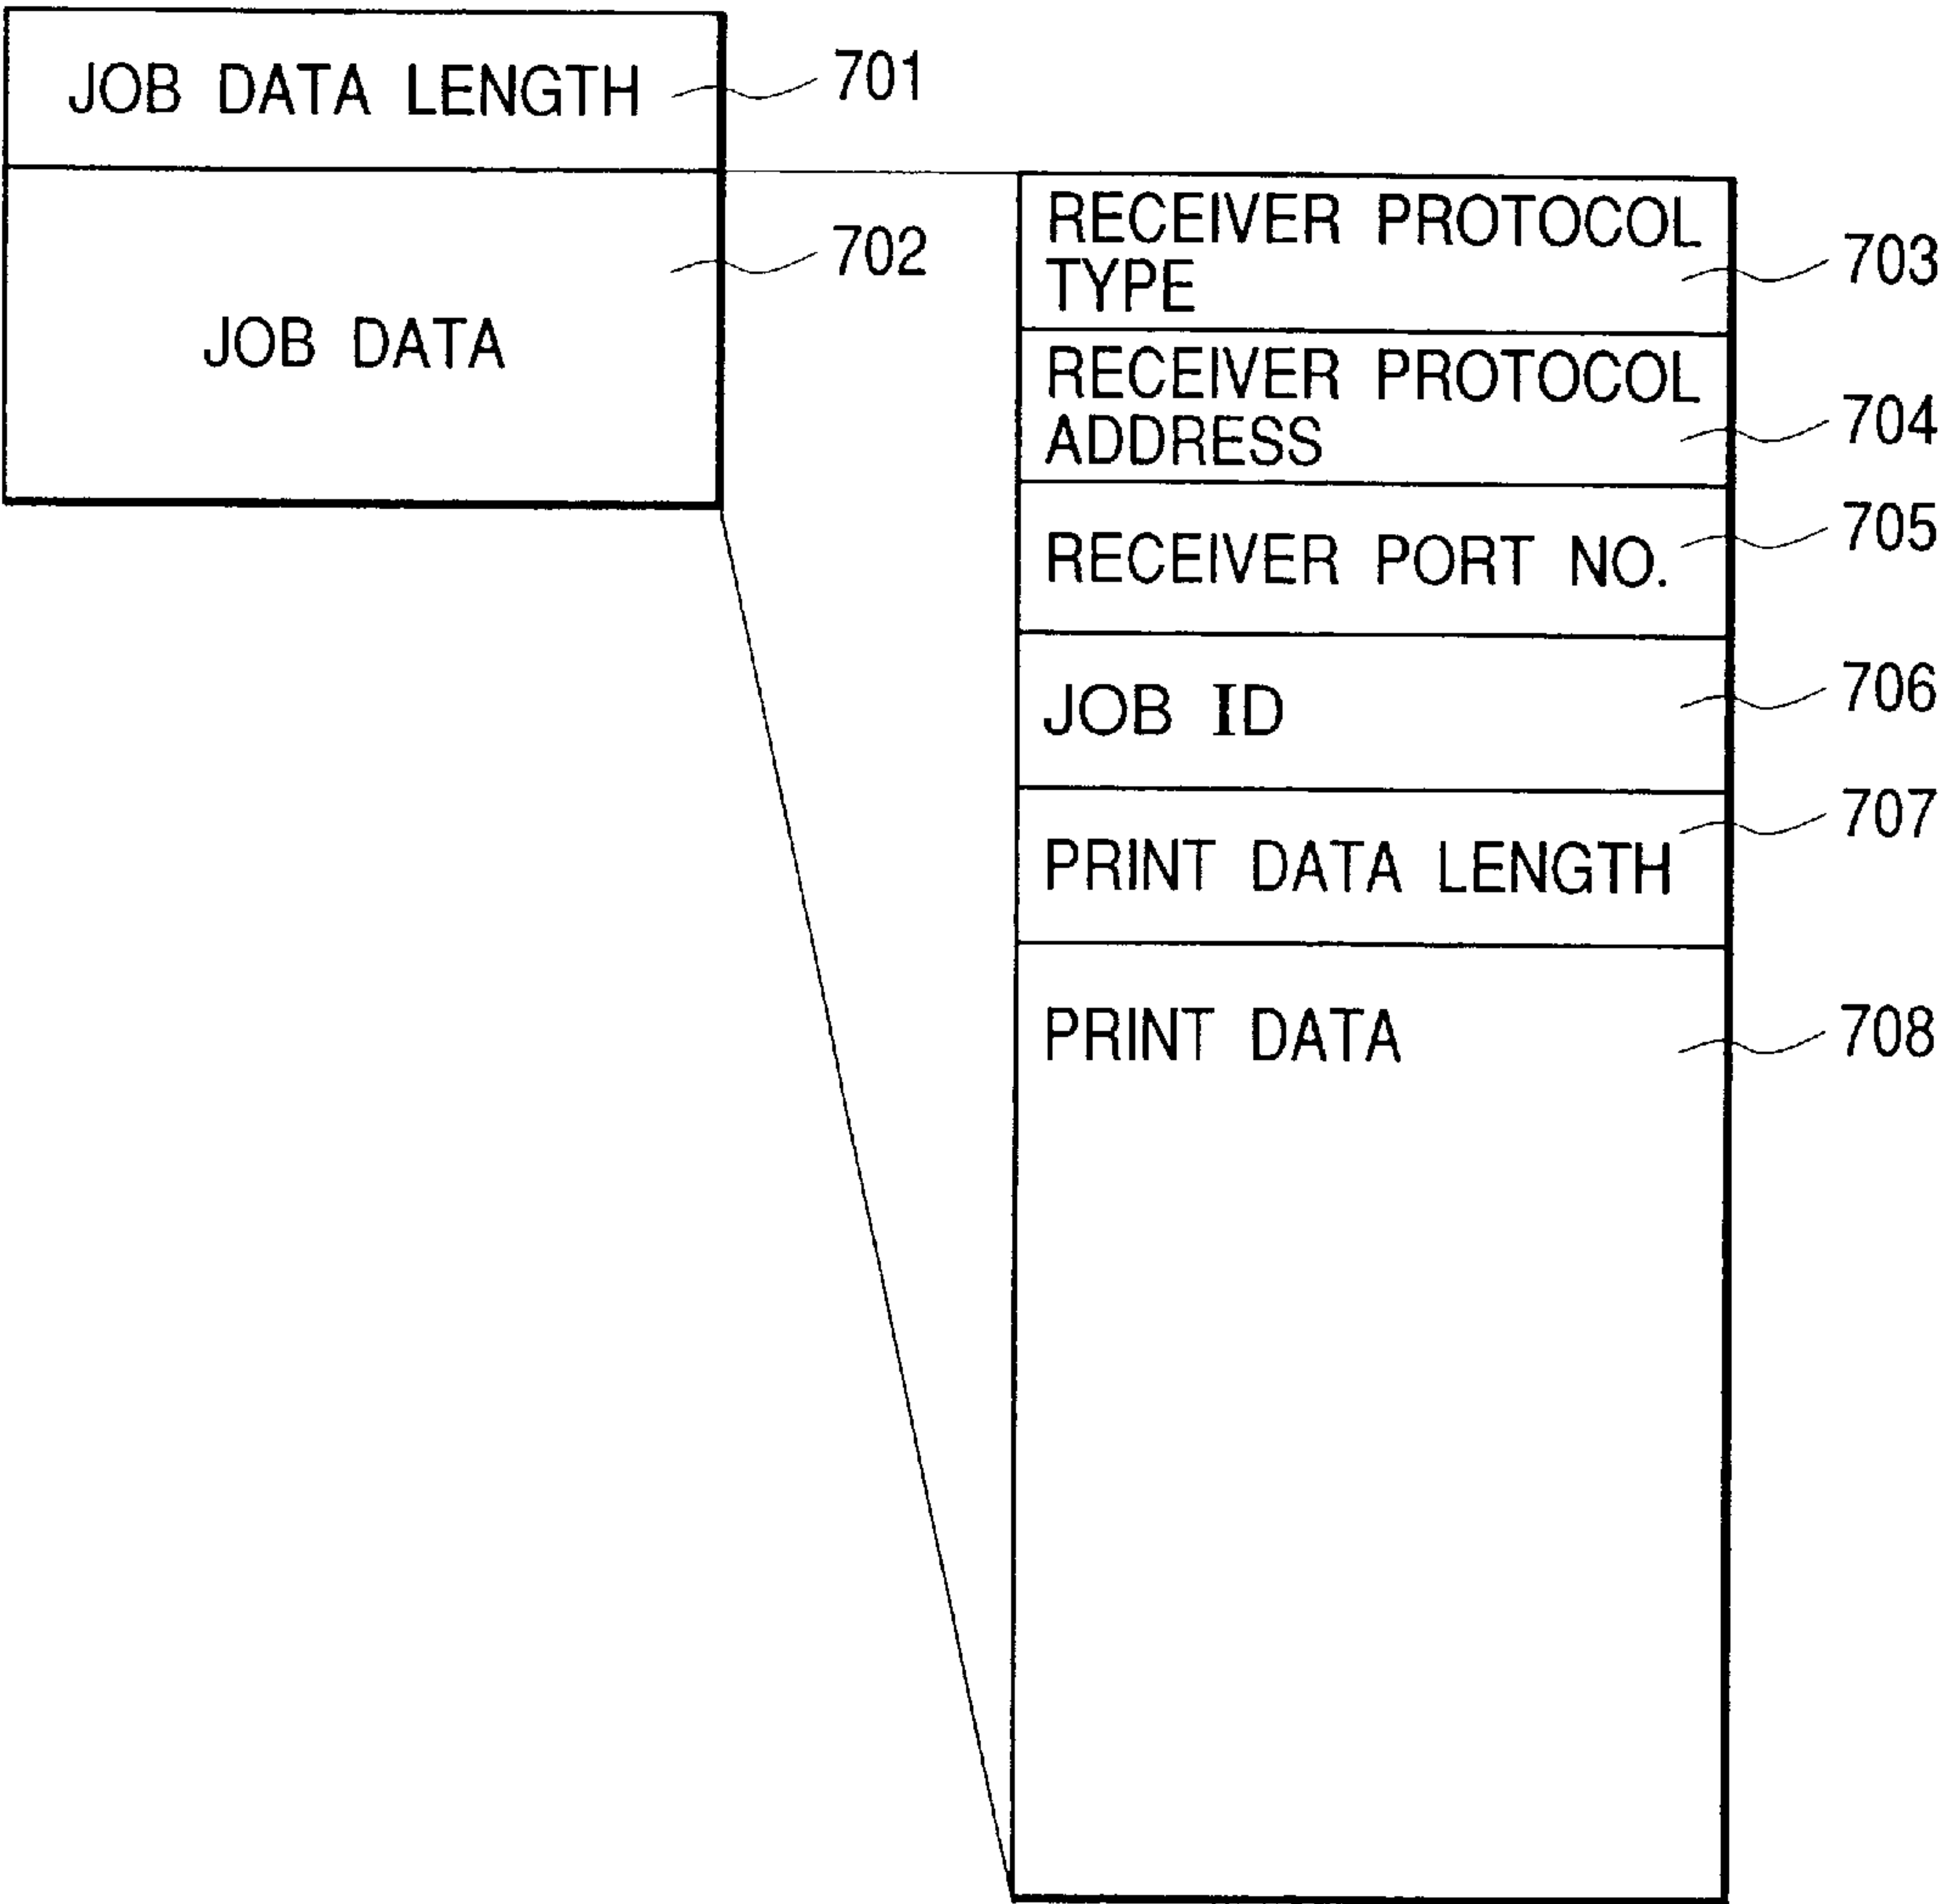 JOB DATA LENGTH
701
JOB DATA
702
RECEIVER PROTOCOL
TYPE
703
RECEIVER PROTOCOL
ADDRESS
704
RECEIVER PORT NO.
705
JOB ID
706
PRINT DATA LENGTH
707
PRINT DATA
708